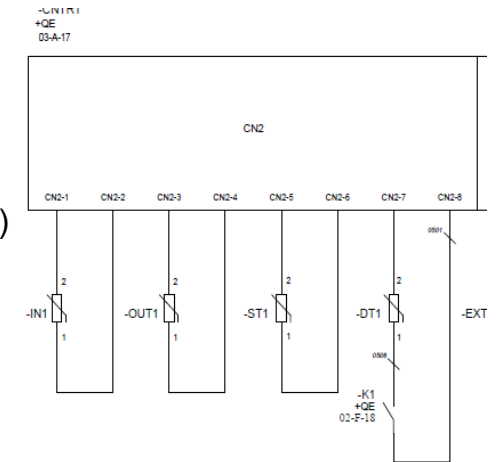 -CNTR1
+QE
03-A-17
CN2
CN2-1 CN2-2 CN2-3 CN2-4 CN2-5 CN2-6 CN2-7 CN2-8
)
0501
2 2 2 2
-IN1 -OUT1 -ST1 -DT1 -EXT
1 1 1 1
0508
-K1
+QE
02-F-18